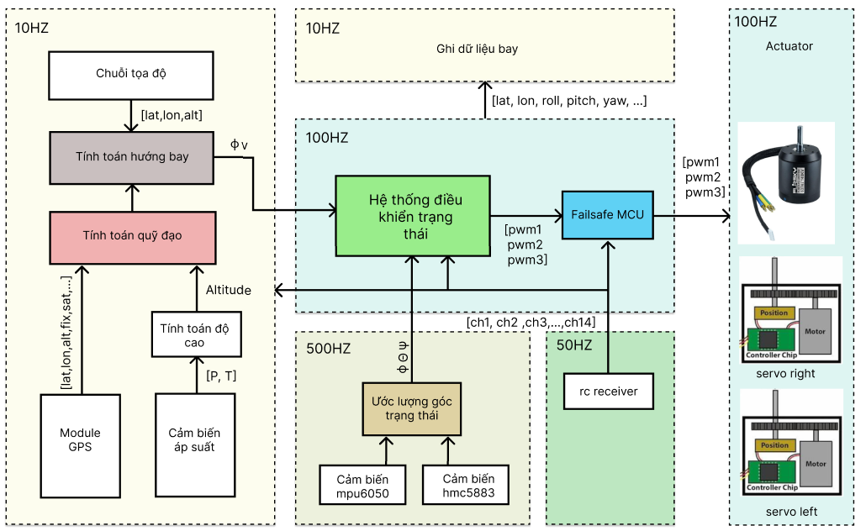 10HZ
Chuỗi tọa độ
[lat,lon,alt]
Tính toán hướng bay
ϕv
Tính toán quỹ đạo
Altitude
[lat,lon,alt,fix,sat,...]
Tính toán độ
cao
[P, T]
Module
GPS
Cảm biến
áp suất
10HZ
Ghi dữ liệu bay
[lat, lon, roll, pitch, yaw, ...]
100HZ
Hệ thống điều
khiển trạng
thái
[pwm1
pwm2
pwm3]
Failsafe MCU
[pwm1
pwm2
pwm3]
[ch1, ch2 ,ch3,...,ch14]
500HZ
ϕΘψ
Ước lượng góc
trạng thái
Cảm biến
mpu6050
Cảm biến
hmc5883
50HZ
rc receiver
100HZ
Actuator
Position
Motor
Controller Chip
servo right
Position
Motor
Controller Chip
servo left